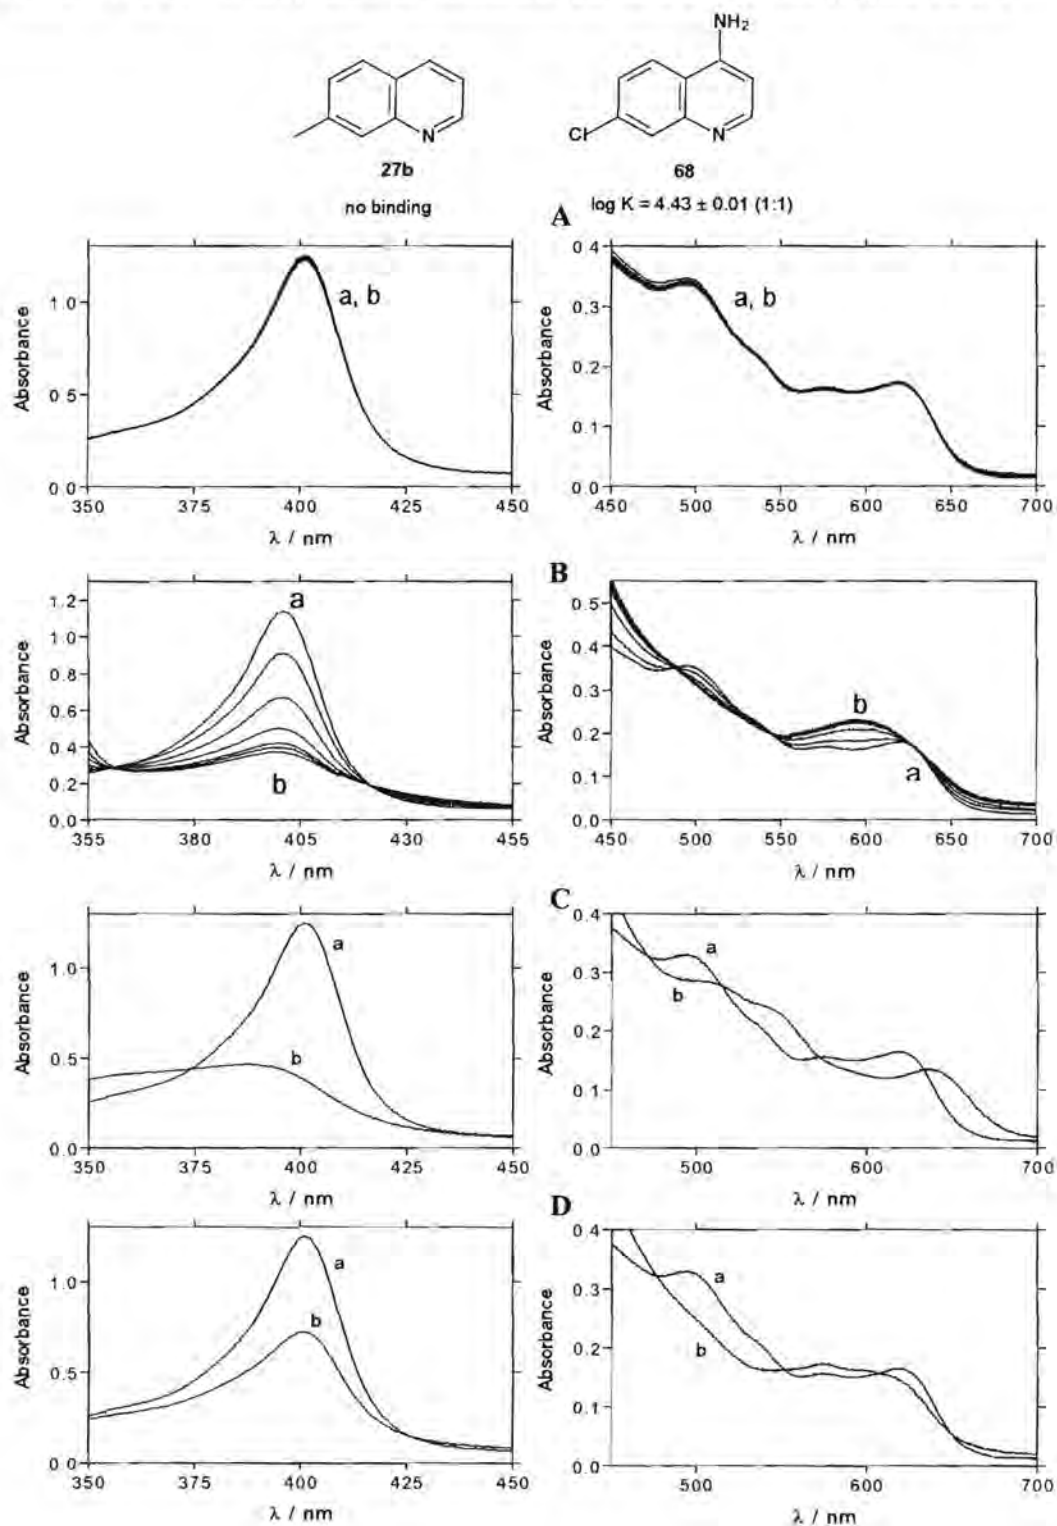 NH₂
N
Cl
N
27b
68
no binding
log K = 4.43 ± 0.01 (1:1)
A
Absorbance
1 0
0.5
0 0
a, b
350 375 400 425 450
λ / nm
Absorbance
0.4
0.3
0.2
0.1
0.0
a, b
450 500 550 600 650 700
λ / nm
B
Absorbance
1.2
1.0
0.8
0.6
0.4
0.2
0.0
a
b
355 375 405 430 455
λ / nm
Absorbance
0.5
0.4
0.3
0.2
0.1
0.0
b
a
450 500 550 600 650 700
λ / nm
C
Absorbance
1.0
0.5
0.0
a
b
350 375 400 425 450
λ / nm
Absorbance
0.4
0.3
0.2
0.1
0.0
a
b
500 600 700
λ / nm
D
Absorbance
1 0
0.5
0.0
a
b
350 375 400 425 450
λ / nm
Absorbance
0.4
0.3
0.2
0.1
0.0
a
b
500 600 700
λ / nm